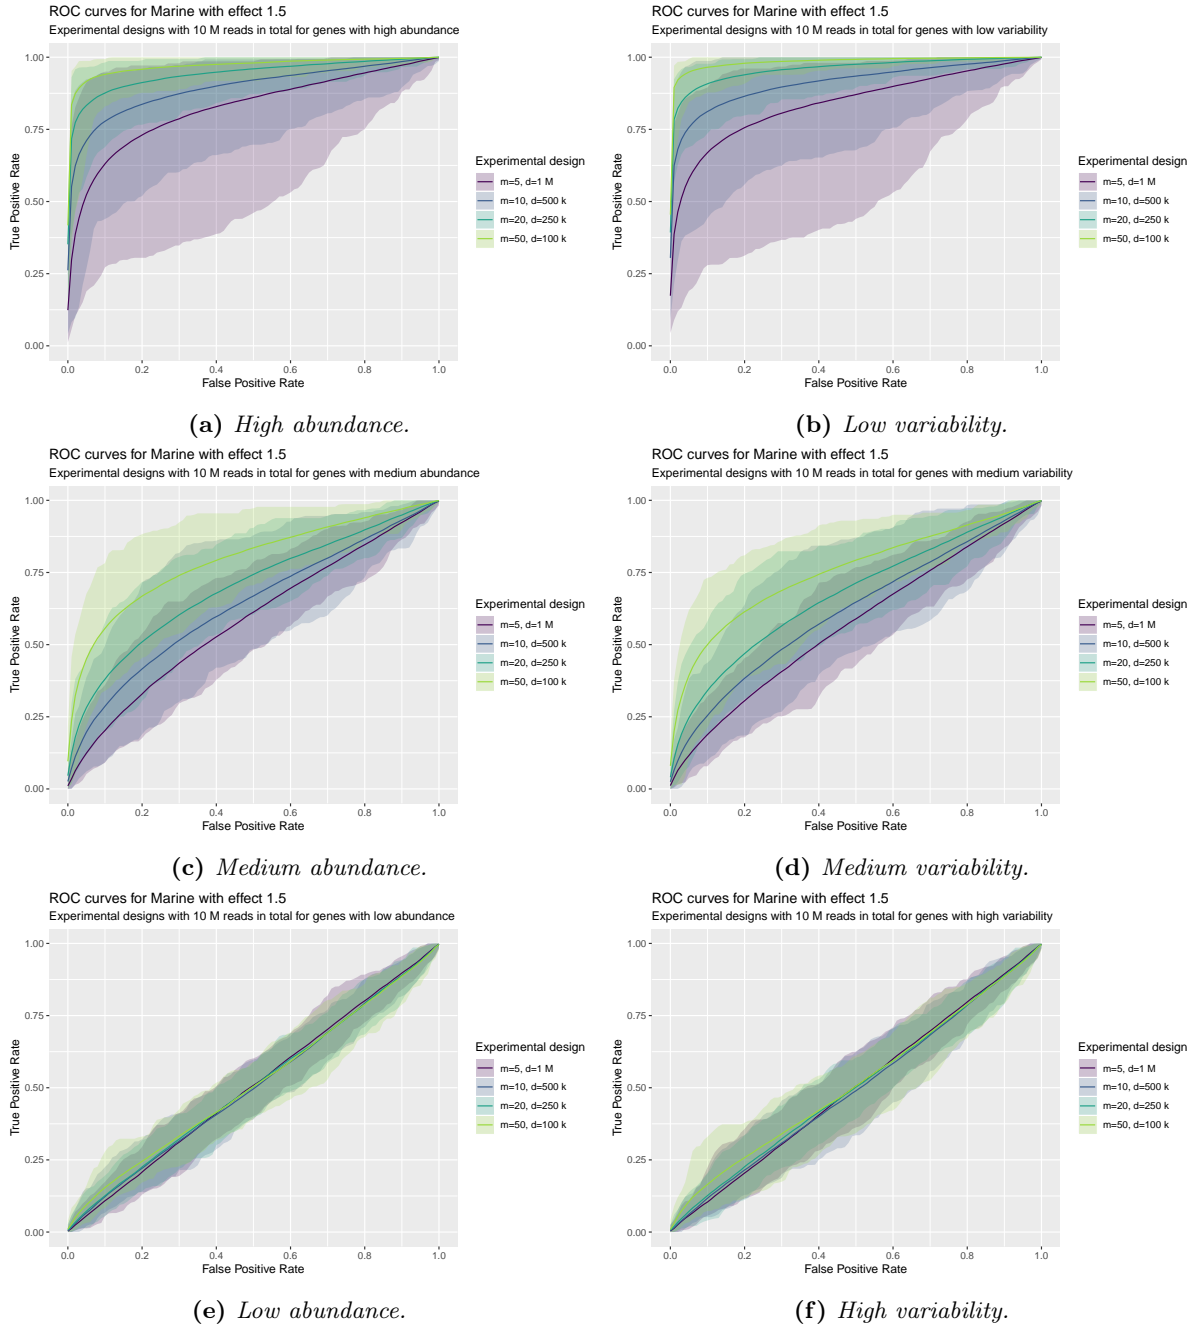 ROC curves for Marine with effect 1.5
Experimental designs with 10 M reads in total for genes with high abundance
1.00
0.75
0.50
0.25
0.00
True Positive Rate
0.0 0.2 0.4 0.6 0.8 1.0
False Positive Rate
Experimental design
m=5, d=1 M
m=10, d=500 k
m=20, d=250 k
m=50, d=100 k
(a) High abundance.
ROC curves for Marine with effect 1.5
Experimental designs with 10 M reads in total for genes with low variability
1.00
0.75
0.50
0.25
0.00
True Positive Rate
0.0 0.2 0.4 0.6 0.8 1.0
False Positive Rate
Experimental design
m=5, d=1 M
m=10, d=500 k
m=20, d=250 k
m=50, d=100 k
(b) Low variability.
ROC curves for Marine with effect 1.5
Experimental designs with 10 M reads in total for genes with medium abundance
1.00
0.75
0.50
0.25
0.00
True Positive Rate
0.0 0.2 0.4 0.6 0.8 1.0
False Positive Rate
Experimental design
m=5, d=1 M
m=10, d=500 k
m=20, d=250 k
m=50, d=100 k
(c) Medium abundance.
ROC curves for Marine with effect 1.5
Experimental designs with 10 M reads in total for genes with medium variability
1.00
0.75
0.50
0.25
0.00
True Positive Rate
0.0 0.2 0.4 0.6 0.8 1.0
False Positive Rate
Experimental design
m=5, d=1 M
m=10, d=500 k
m=20, d=250 k
m=50, d=100 k
(d) Medium variability.
ROC curves for Marine with effect 1.5
Experimental designs with 10 M reads in total for genes with low abundance
1.00
0.75
0.50
0.25
0.00
True Positive Rate
0.0 0.2 0.4 0.6 0.8 1.0
False Positive Rate
Experimental design
m=5, d=1 M
m=10, d=500 k
m=20, d=250 k
m=50, d=100 k
(e) Low abundance.
ROC curves for Marine with effect 1.5
Experimental designs with 10 M reads in total for genes with high variability
1.00
0.75
0.50
0.25
0.00
True Positive Rate
0.0 0.2 0.4 0.6 0.8 1.0
False Positive Rate
Experimental design
m=5, d=1 M
m=10, d=500 k
m=20, d=250 k
m=50, d=100 k
(f) High variability.